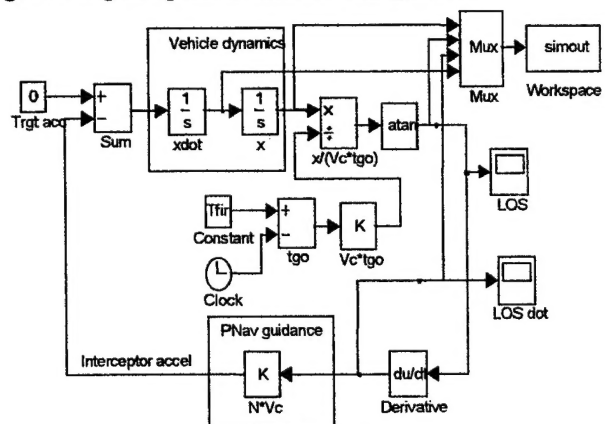 Vehicle dynamics
Mux
simout
Mux
Workspace
0
+
−
Trgt acc
Sum
1
s
xdot
1
s
x
x
÷
x/(Vc*tgo)
atan
LOS
Tfin
Constant
+
−
tgo
K
Vc*tgo
Clock
LOS dot
PNav guidance
Interceptor accel
K
N*Vc
du/dt
Derivative